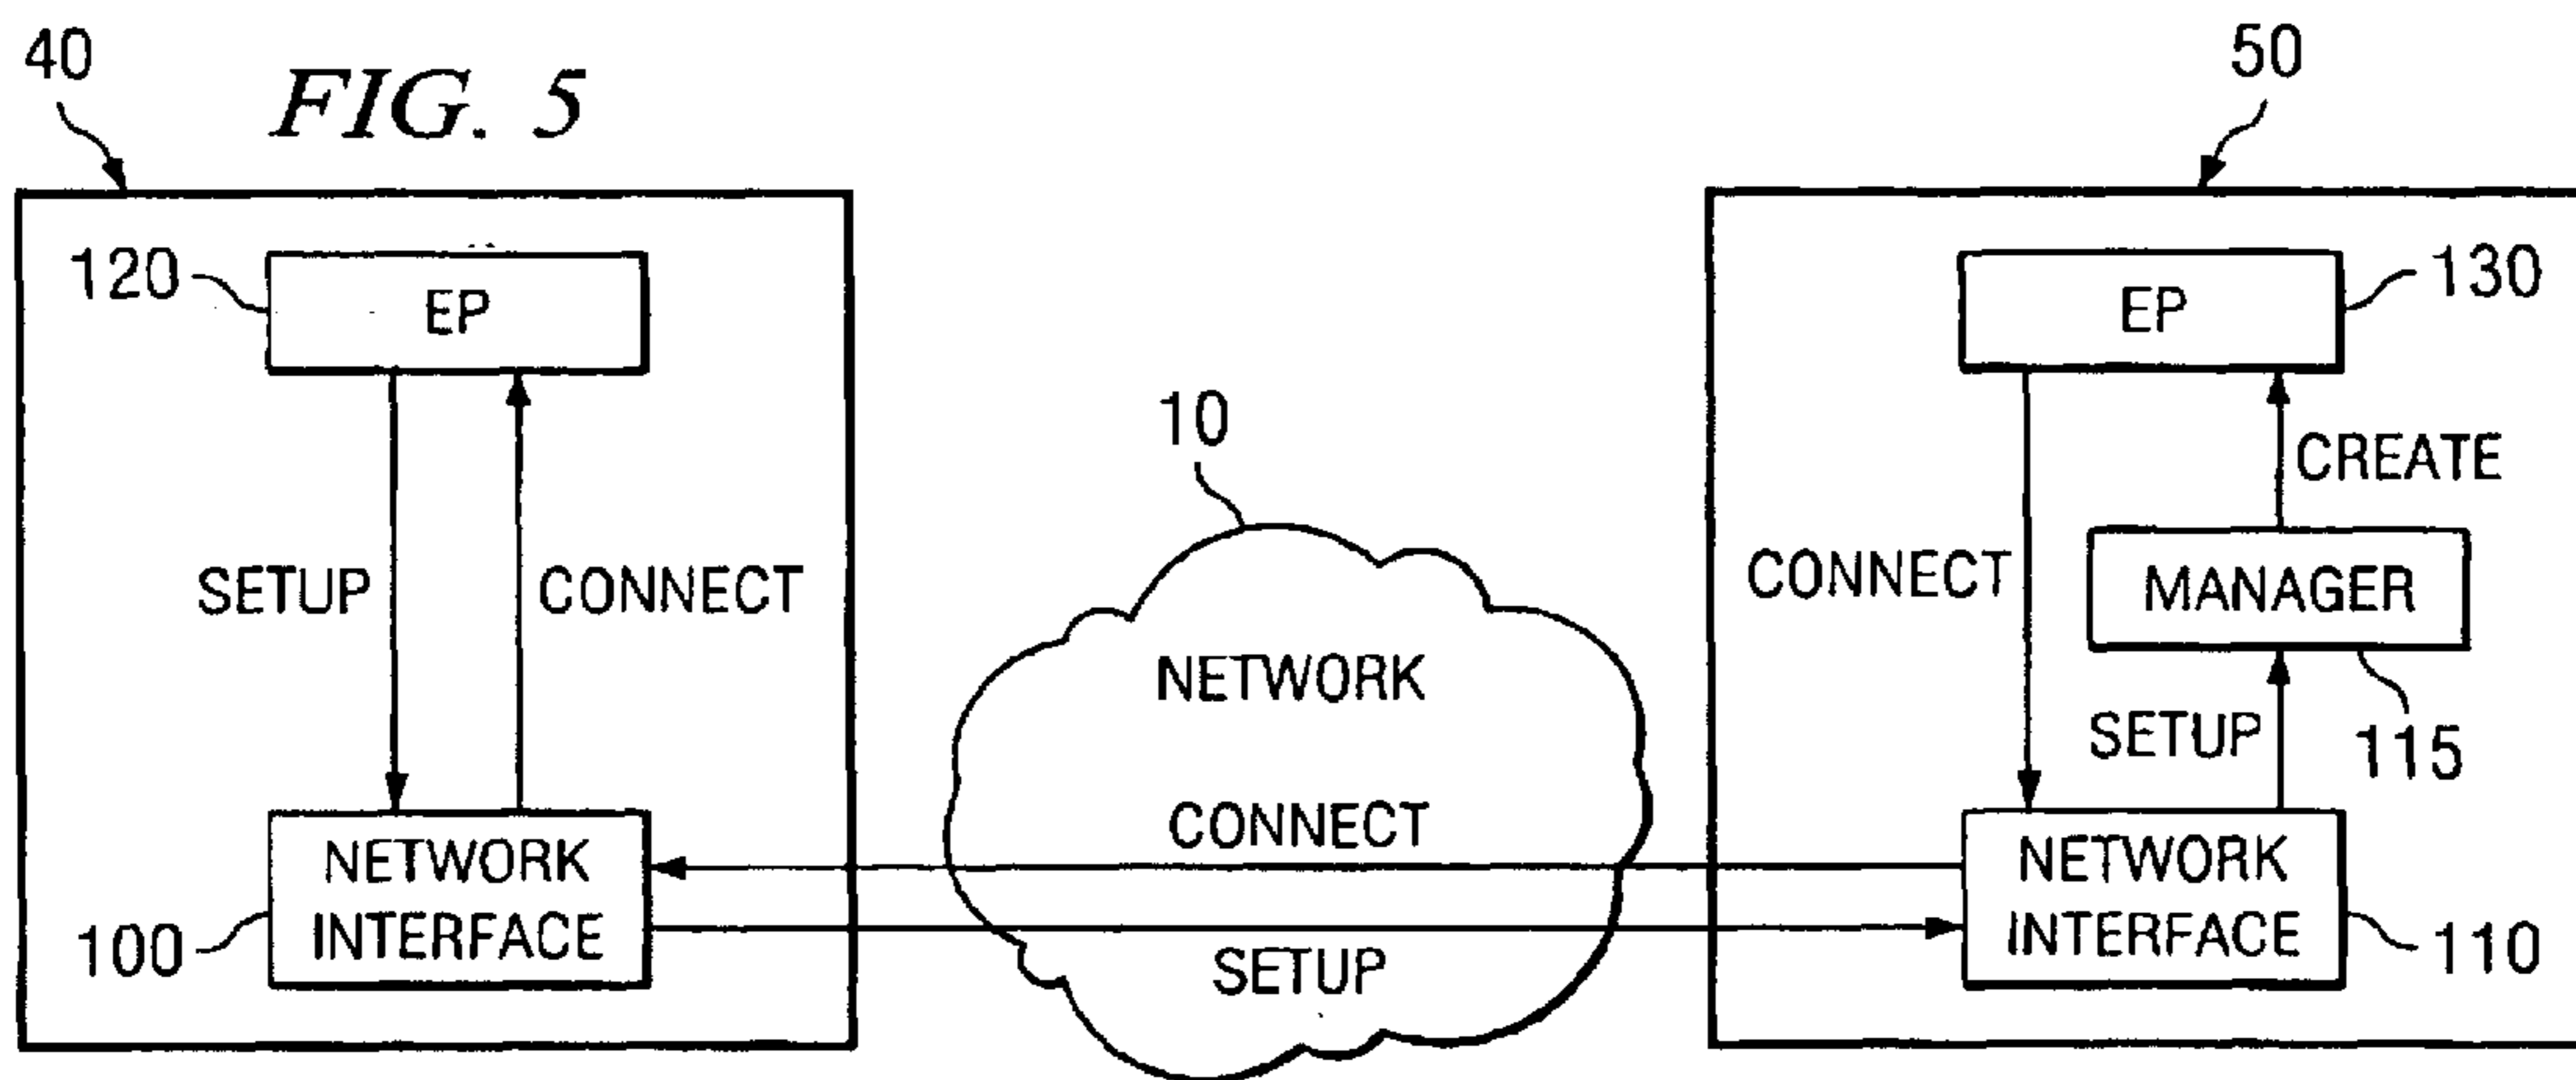 40
FIG. 5
50
120
EP
EP
130
10
CREATE
SETUP
CONNECT
CONNECT
MANAGER
NETWORK
SETUP
115
CONNECT
NETWORK
INTERFACE
NETWORK
INTERFACE
100
SETUP
110